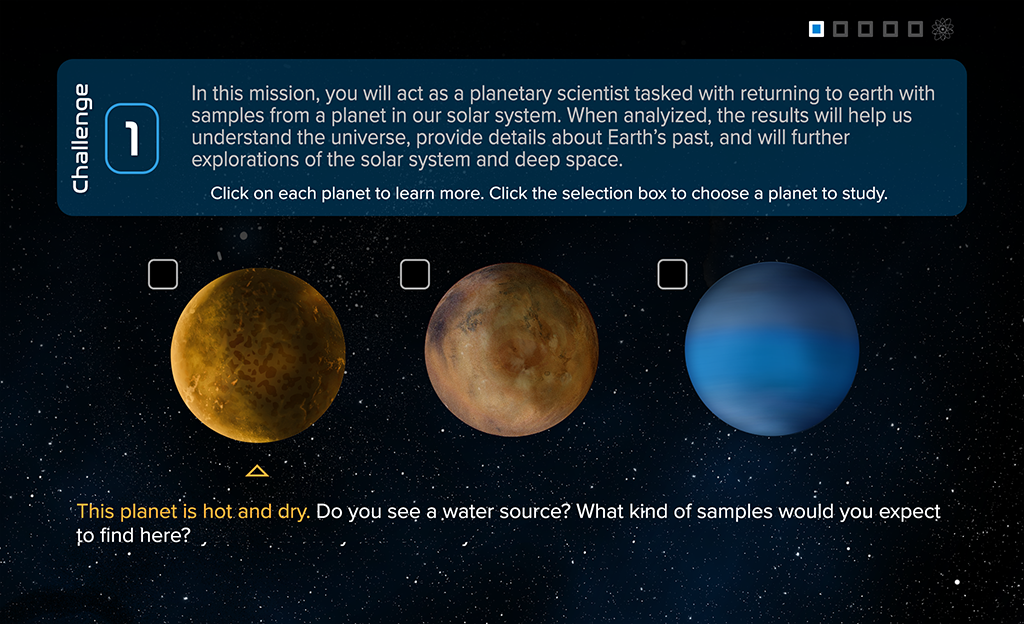 Challenge
1
In this mission, you will act as a planetary scientist tasked with returning to earth with
samples from a planet in our solar system. When analyized, the results will help us
understand the universe, provide details about Earth's past, and will further
explorations of the solar system and deep space.
Click on each planet to learn more. Click the selection box to choose a planet to study.
This planet is hot and dry. Do you see a water source? What kind of samples would you expect
to find here?